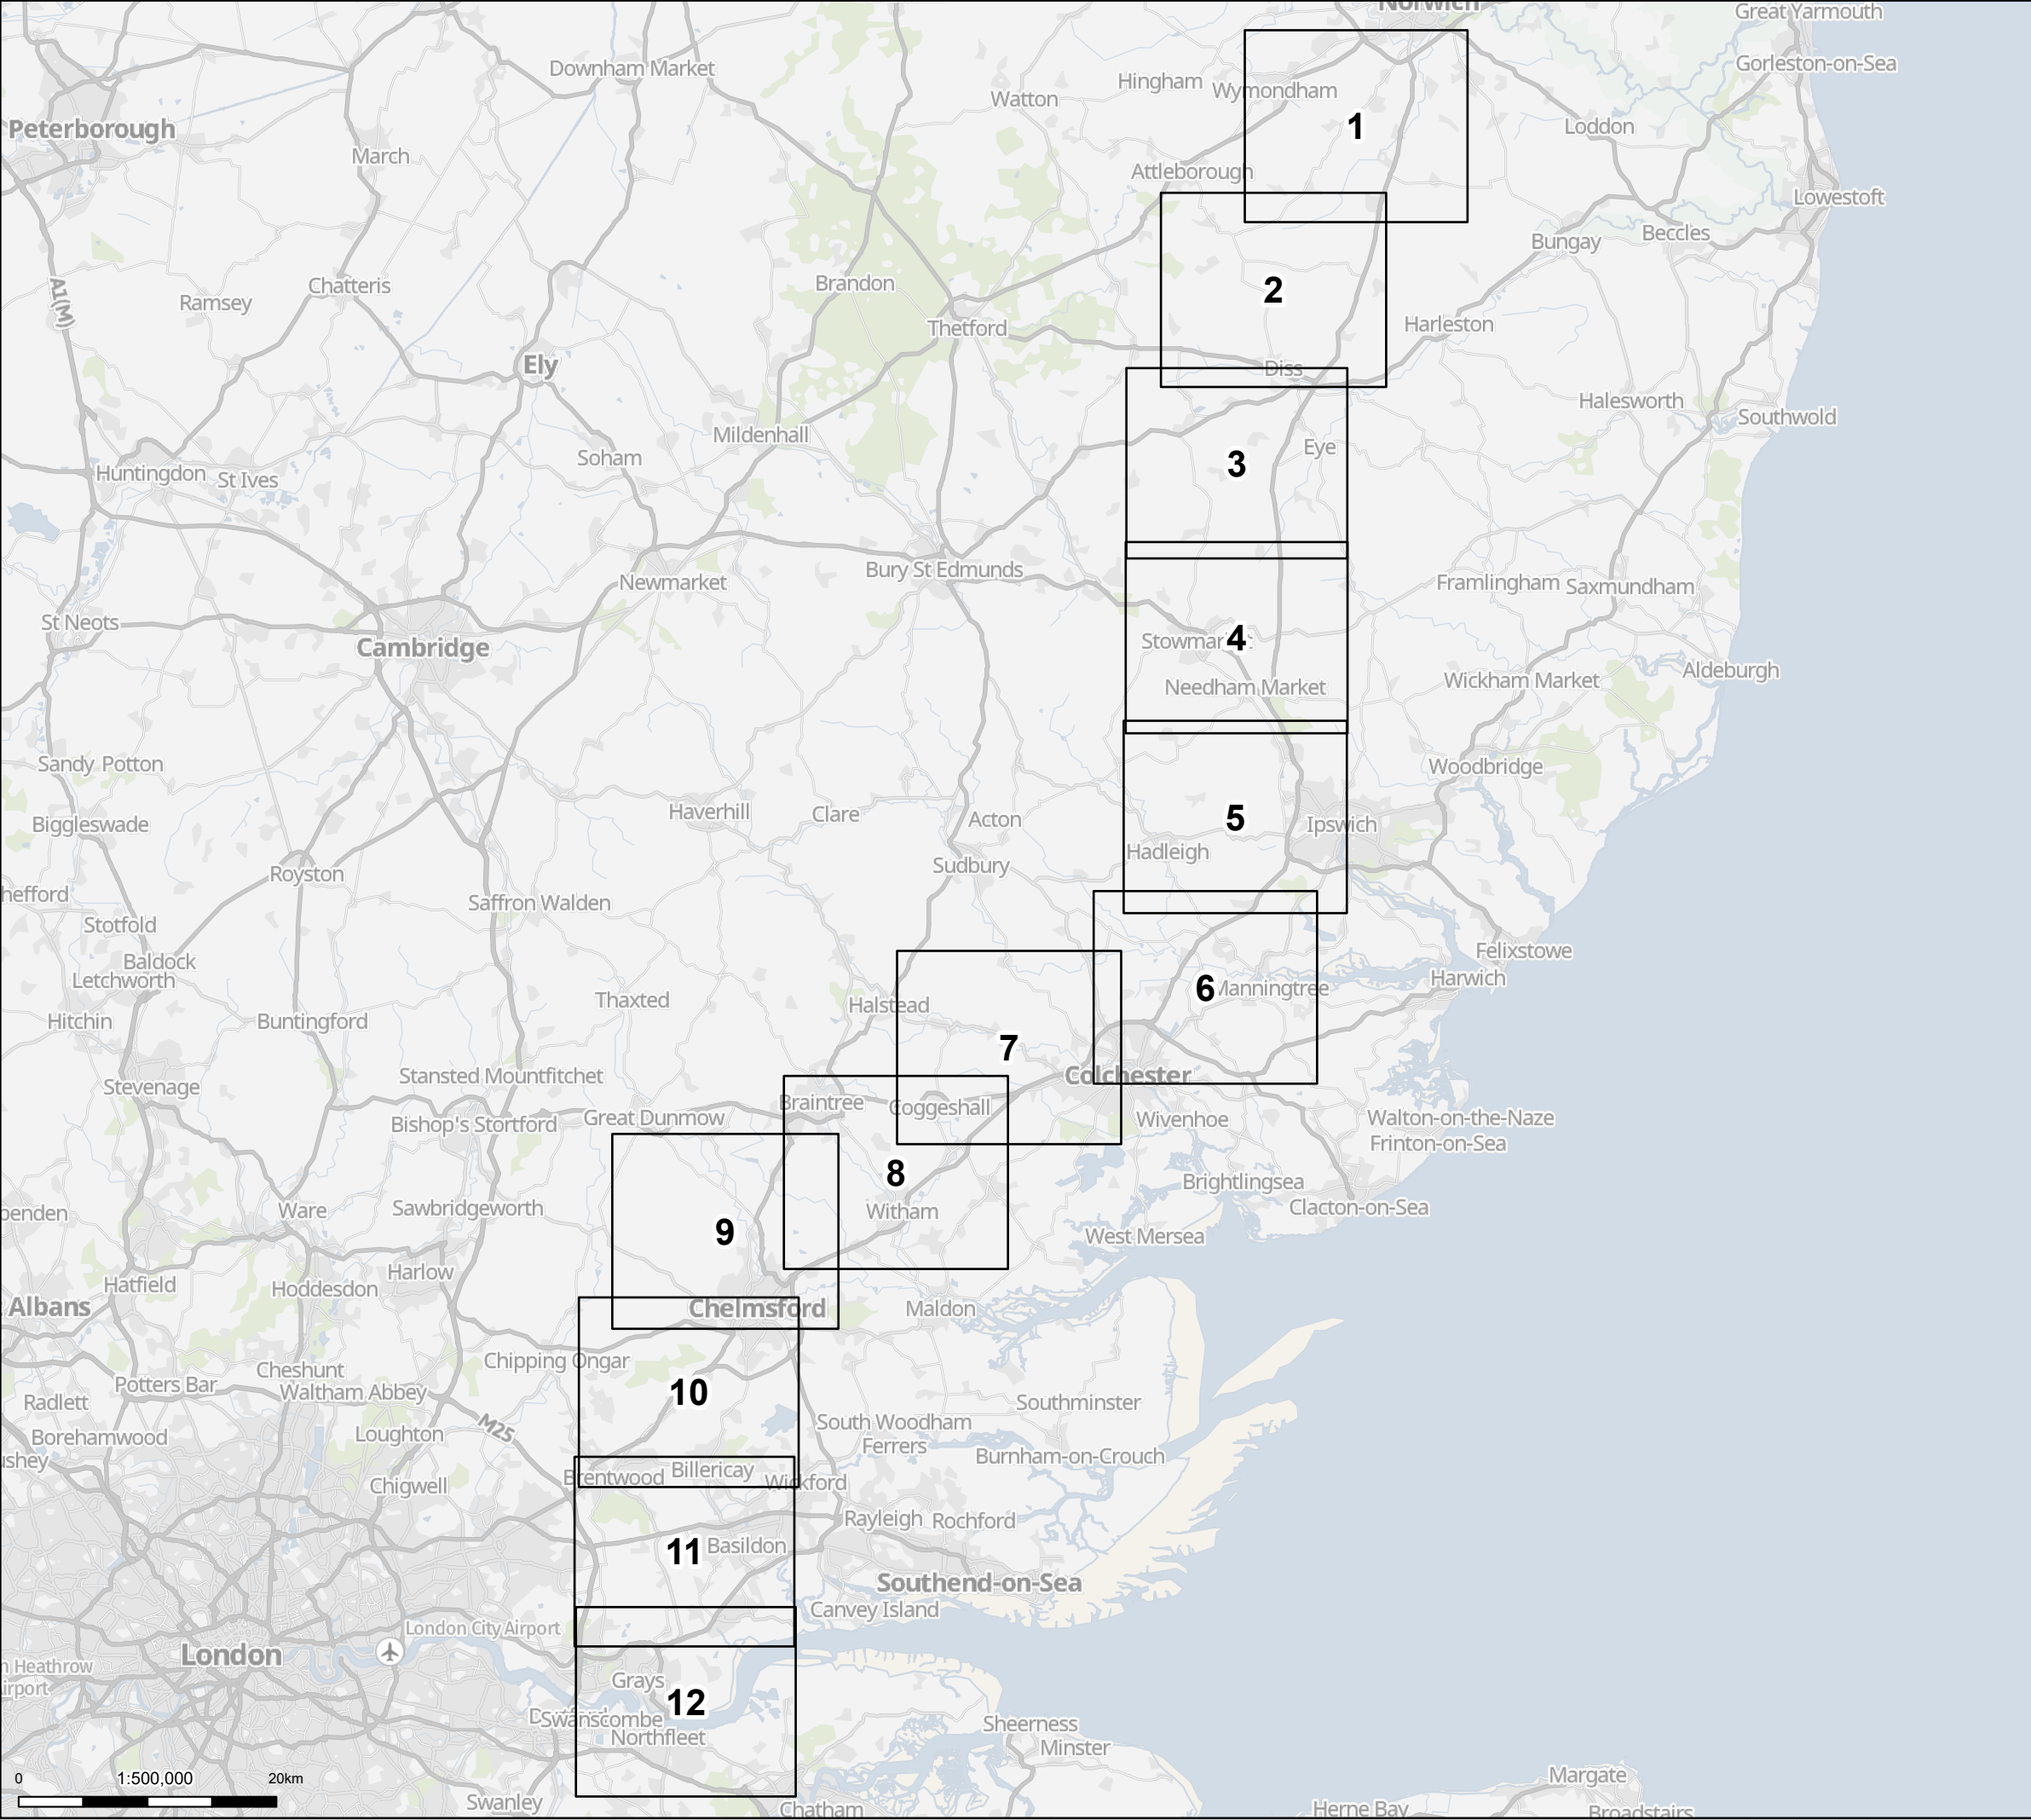 Norwich
Great Yarmouth
Gorleston-on-Sea
Downham Market
Hingham
Wymondham
Watton
Peterborough
1
Loddon
March
Attleborough
Lowestoft
Beccles
Bungay
Chatteris
Brandon
2
A1(M)
Ramsey
Thetford
Harleston
Ely
Diss
Halesworth
Southwold
Mildenhall
Eye
Soham
3
Huntingdon
St Ives
Bury St Edmunds
Newmarket
Framlingham
Saxmundham
St Neots
Cambridge
Stowmar
4
Aldeburgh
Needham Market
Wickham Market
Sandy Potton
Woodbridge
Haverhill
Clare
Acton
5
Ipswich
Biggleswade
Hadleigh
Sudbury
Royston
hefford
Saffron Walden
Stotfold
Felixstowe
Baldock
Letchworth
Harwich
6
Manningtree
Thaxted
Halstead
Hitchin
Buntingford
7
Stansted Mountfitchet
Colchester
Stevenage
Braintree
Coggeshall
Great Dunmow
Wivenhoe
Walton-on-the-Naze
Bishop's Stortford
Frinton-on-Sea
8
Brightlingsea
Sawbridgeworth
Clacton-on-Sea
Ware
Witham
penden
9
West Mersea
Harlow
Hatfield
Hoddesdon
Albans
Chelmsford
Maldon
Chipping Ongar
Cheshunt
Potters Bar
Waltham Abbey
10
Radlett
Southminster
South Woodham
Ferrers
M25
Loughton
Borehamwood
Burnham-on-Crouch
ushey
Billericay
Brentwood
Wickford
Chigwell
Rayleigh
Rochford
11
Basildon
Southend-on-Sea
Canvey Island
London City Airport
London
n Heathrow
irport
Grays
12
Swanscombe
Northfleet
Sheerness
Minster
Margate
0
1:500,000
20km
Swanley
Chatham
Herne Bay
Broadstairs